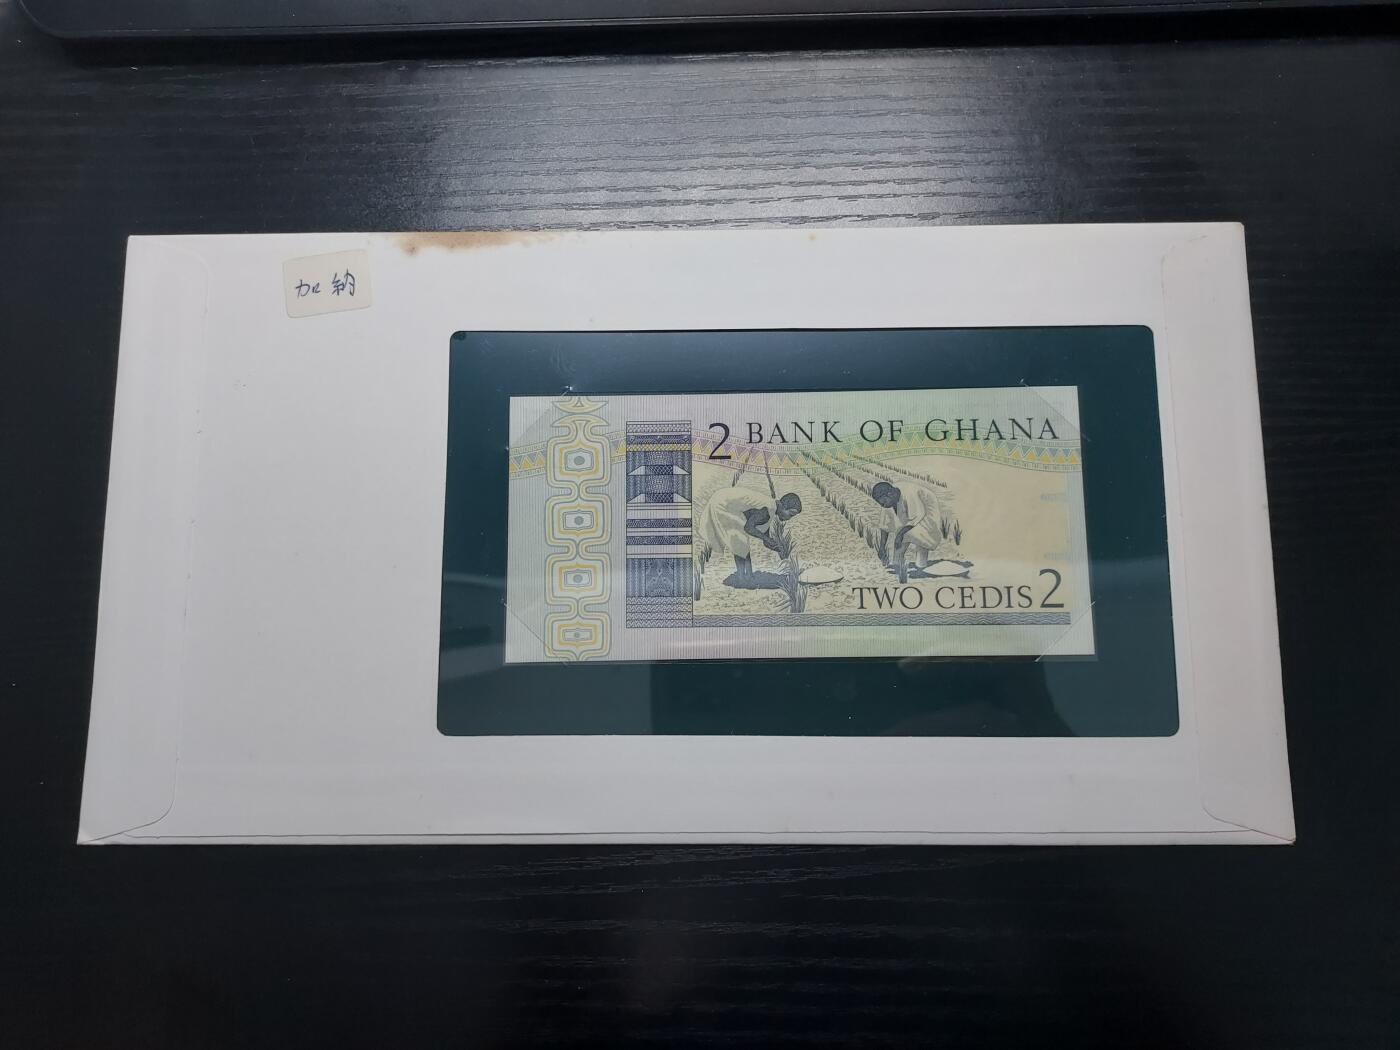 加納
2 BANK OF GHANA
TWO CEDIS 2